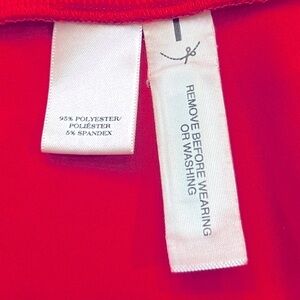 95% POLYESTER/
POLIÉSTER
5% SPANDEX
REMOVE BEFORE WEARING
OR WASHING